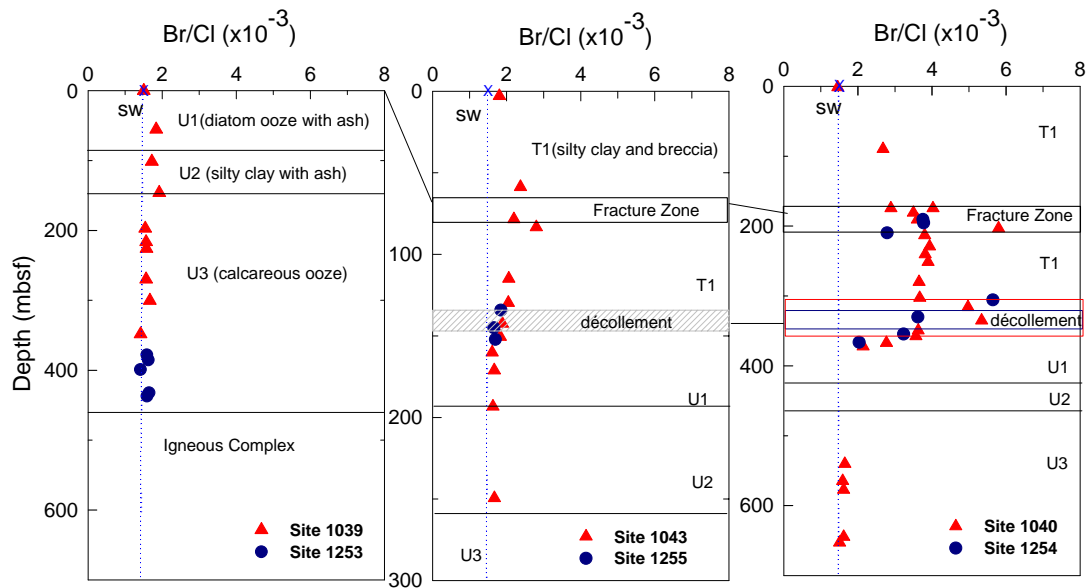 Br/Cl (x10-3)
0 2 4 6 8
Br/Cl (x10-3)
0 2 4 6 8
Br/Cl (x10-3)
0 2 4 6 8
Depth (mbsf)
0
200
400
600
x
sw
U1(diatom ooze with ash)
U2 (silty clay with ash)
U3 (calcareous ooze)
Igneous Complex
Site 1039
Site 1253
0
100
200
300
x
sw
T1(silty clay and breccia)
Fracture Zone
T1
décollement
U1
U2
U3
Site 1043
Site 1255
0
200
400
600
x
sw
T1
Fracture Zone
T1
décollement
U1
U2
U3
Site 1040
Site 1254